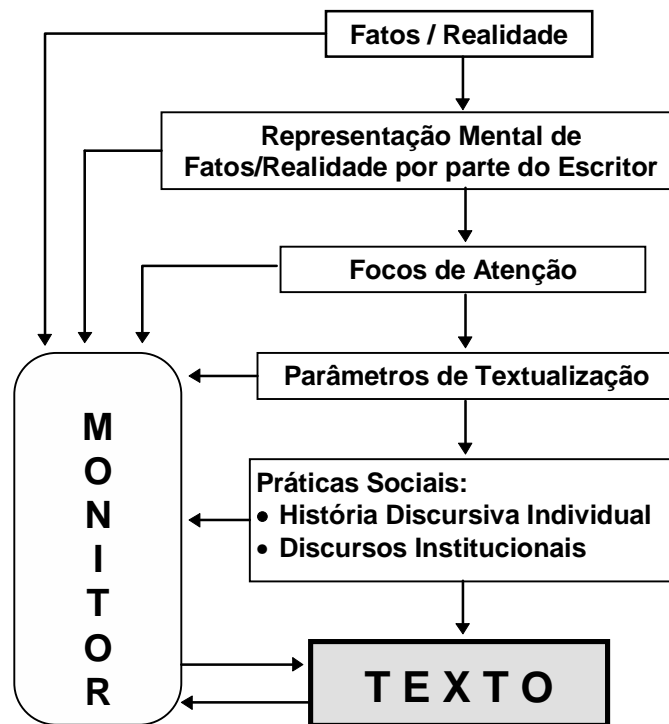 Fatos / Realidade
Representação Mental de
Fatos/Realidade por parte do Escritor
Focos de Atenção
Parâmetros de Textualização
Práticas Sociais:
• História Discursiva Individual
• Discursos Institucionais
M
O
N
I
T
O
R
T E X T O